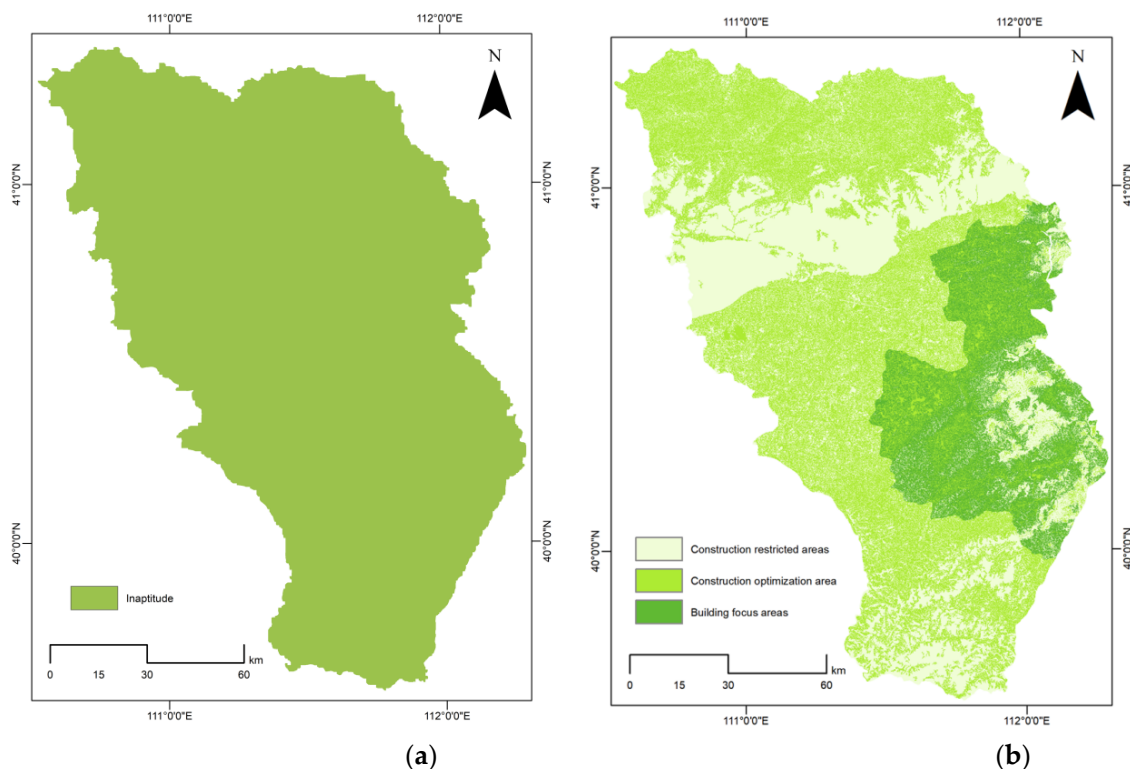 111°0'0"E
112°0'0"E
N
41°0'0"N
41°0'0"N
40°0'0"N
40°0'0"N
Inaptitude
0 15 30 60 km
111°0'0"E
112°0'0"E
(a)
111°0'0"E
112°0'0"E
N
41°0'0"N
41°0'0"N
40°0'0"N
40°0'0"N
Construction restricted areas
Construction optimization area
Building focus areas
0 15 30 60 km
111°0'0"E
112°0'0"E
(b)